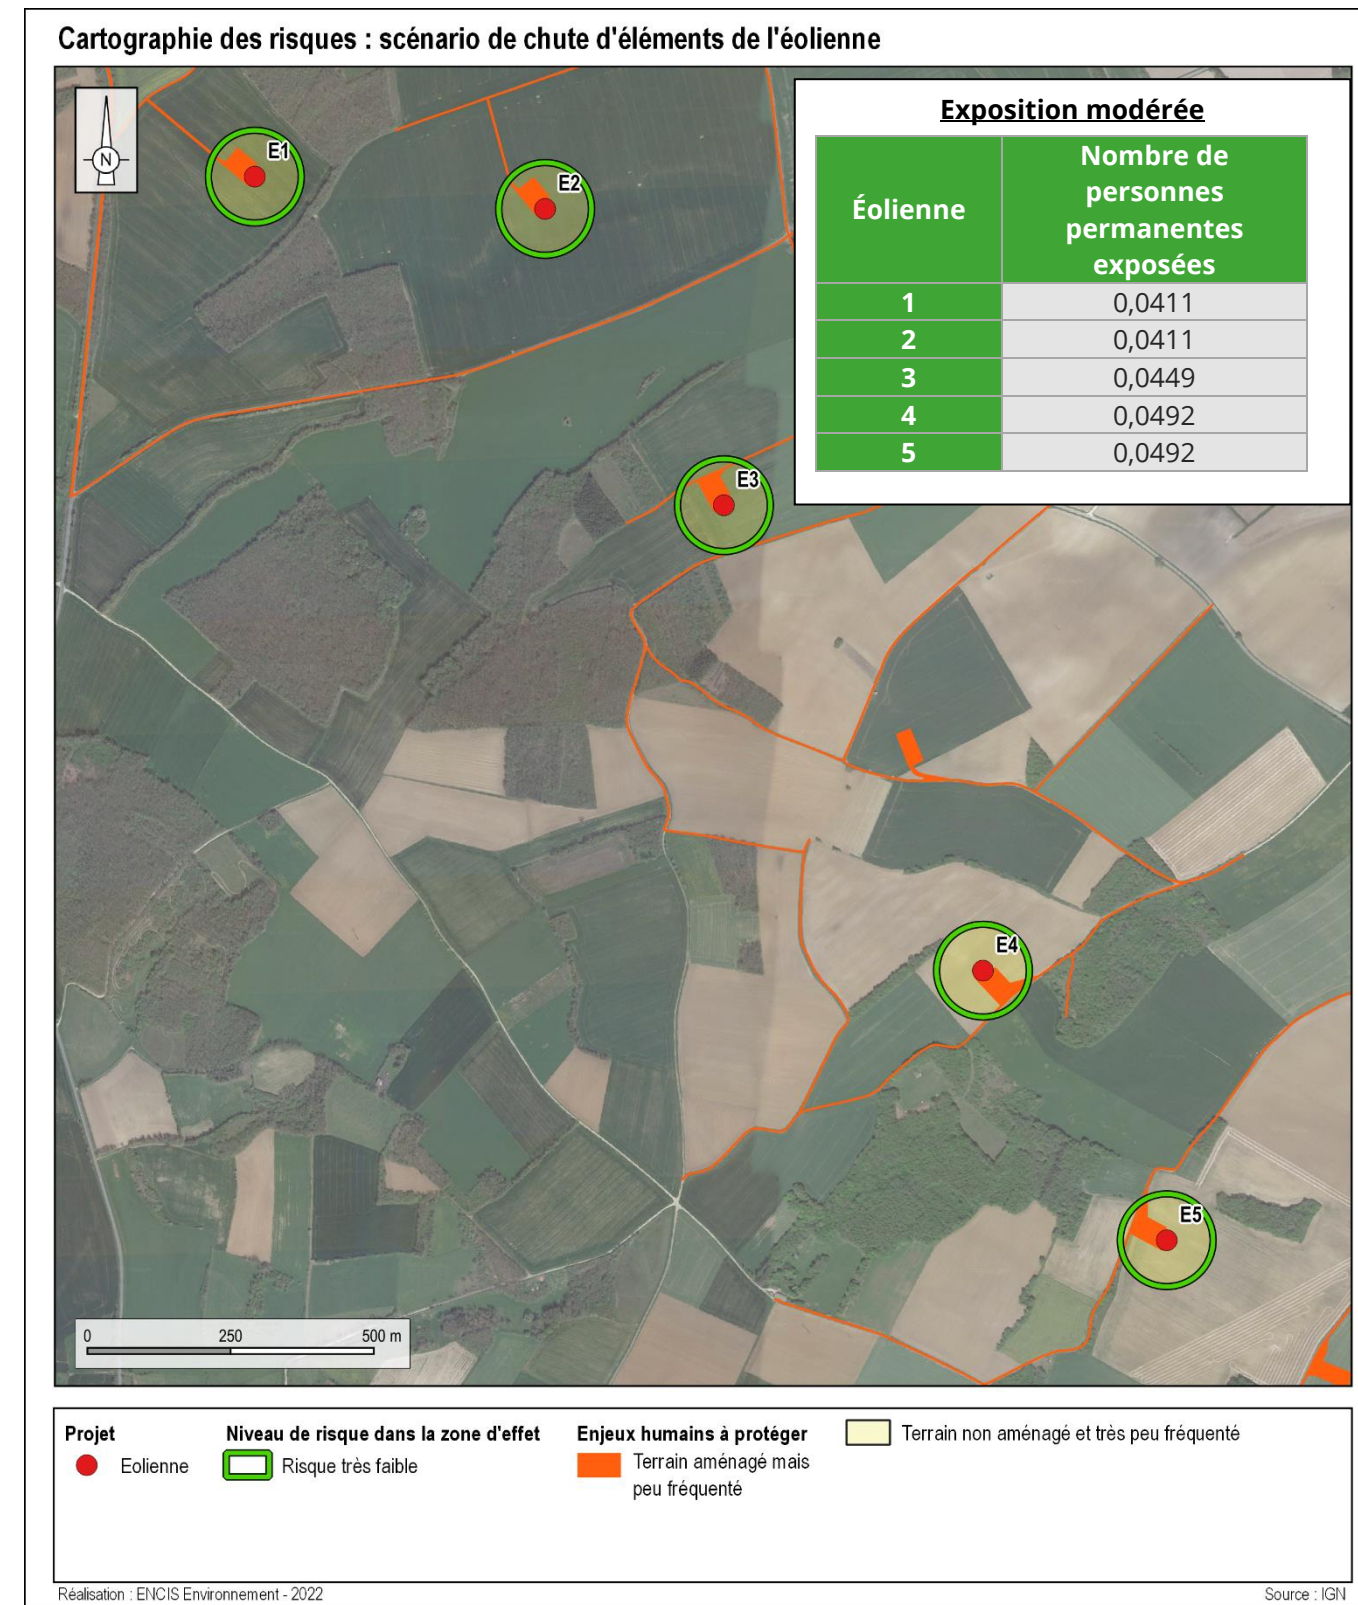 Cartographie des risques : scénario de chute d'éléments de l'éolienne
N
E1
E2
E3
E4
E5
Exposition modérée
Éolienne
Nombre de
personnes
permanentes
exposées
1 0,0411
2 0,0411
3 0,0449
4 0,0492
5 0,0492
0 250 500 m
Projet
Eolienne
Niveau de risque dans la zone d'effet
Risque très faible
Enjeux humains à protéger
Terrain aménagé mais
peu fréquenté
Terrain non aménagé et très peu fréquenté
Réalisation : ENCIS Environnement - 2022
Source : IGN